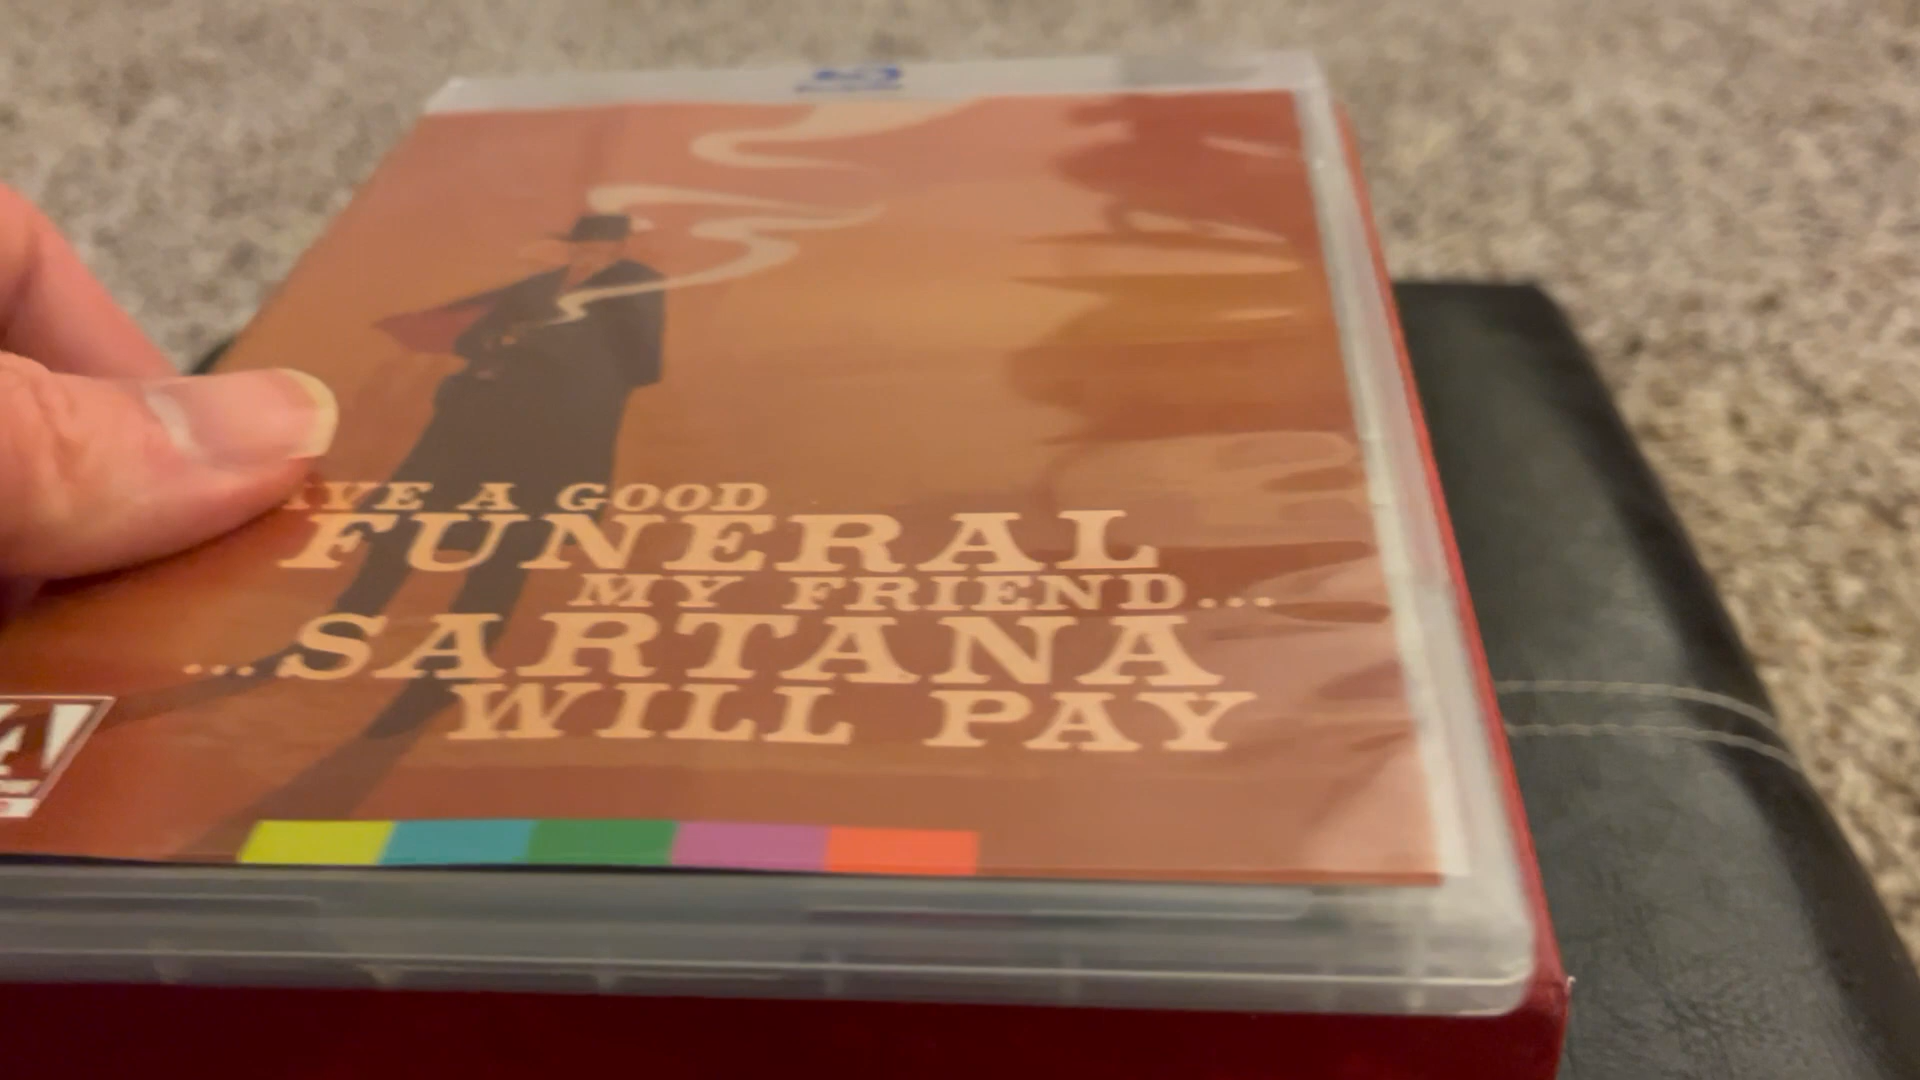 AVE A GOOD
FUNERAL
MY FRIEND...
...SARTANA
WILL PAY